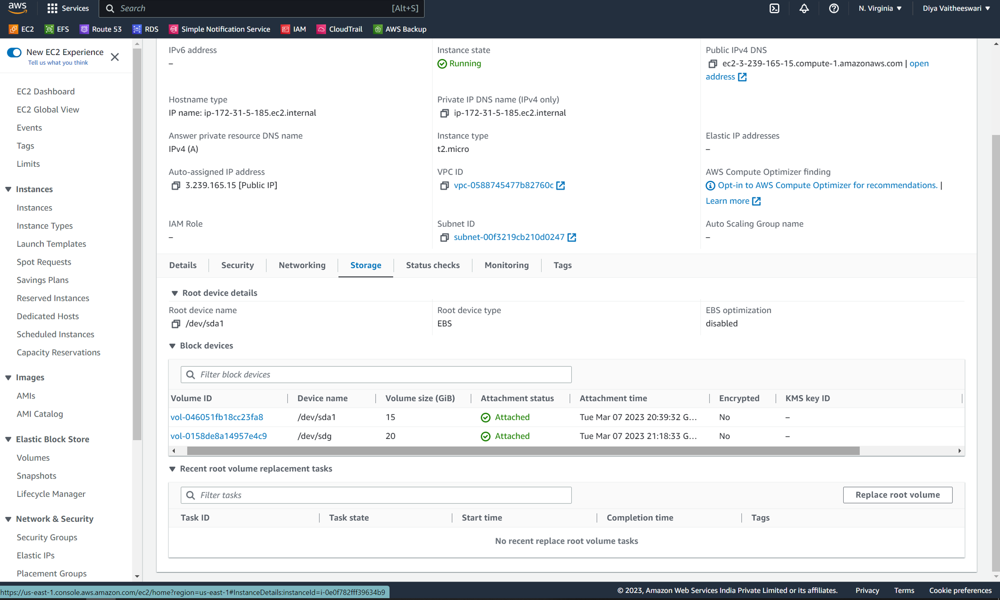 aws
Services
Search [Alt+S]
N. Virginia ▼
Diya Vaitheeswari ▼
EC2 EFS Route 53 RDS Simple Notification Service IAM CloudTrail AWS Backup
New EC2 Experience
Tell us what you think
EC2 Dashboard
EC2 Global View
Events
Tags
Limits
Instances
Instances
Instance Types
Launch Templates
Spot Requests
Savings Plans
Reserved Instances
Dedicated Hosts
Scheduled Instances
Capacity Reservations
Images
AMIs
AMI Catalog
Elastic Block Store
Volumes
Snapshots
Lifecycle Manager
Network & Security
Security Groups
Elastic IPs
Placement Groups
IPv6 address
–
Instance state
Running
Public IPv4 DNS
ec2-3-239-165-15.compute-1.amazonaws.com | open
address
Hostname type
IP name: ip-172-31-5-185.ec2.internal
Private IP DNS name (IPv4 only)
ip-172-31-5-185.ec2.internal
Answer private resource DNS name
IPv4 (A)
Instance type
t2.micro
Elastic IP addresses
–
Auto-assigned IP address
3.239.165.15 [Public IP]
VPC ID
vpc-0588745477b82760c
AWS Compute Optimizer finding
Opt-in to AWS Compute Optimizer for recommendations. |
Learn more
IAM Role
–
Subnet ID
subnet-00f3219cb210d0247
Auto Scaling Group name
–
Details Security Networking Storage Status checks Monitoring Tags
Root device details
Root device name
/dev/sda1
Root device type
EBS
EBS optimization
disabled
Block devices
Filter block devices
Volume ID Device name Volume size (GiB) Attachment status Attachment time Encrypted KMS key ID
vol-046051fb18cc23fa8 /dev/sda1 15 Attached Tue Mar 07 2023 20:39:32 G... No –
vol-0158de8a14957e4c9 /dev/sdg 20 Attached Tue Mar 07 2023 21:18:33 G... No –
Recent root volume replacement tasks
Filter tasks
Replace root volume
Task ID Task state Start time Completion time Tags
No recent replace root volume tasks
https://us-east-1.console.aws.amazon.com/ec2/home?region=us-east-1#InstanceDetails:instanceId=i-0e0f782fff39634b9
© 2023, Amazon Web Services India Private Limited or its affiliates. Privacy Terms Cookie preferences